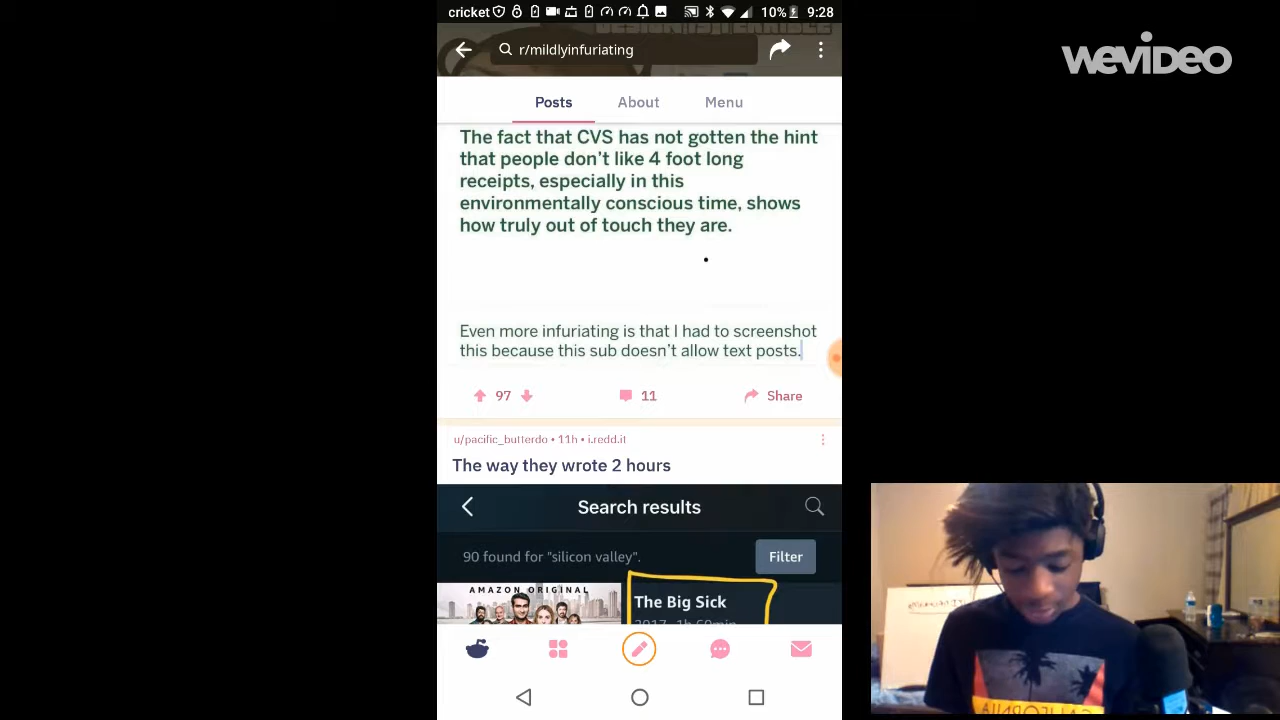 cricket 10% 9:28
WEVIDEO
r/mildlyinfuriating
Posts About Menu
The fact that CVS has not gotten the hint
that people don't like 4 foot long
receipts, especially in this
environmentally conscious time, shows
how truly out of touch they are.
Even more infuriating is that I had to screenshot
this because this sub doesn't allow text posts.
97 11 Share
u/pacific_butterdo • 11h • i.redd.it
The way they wrote 2 hours
Search results
90 found for "silicon valley".
Filter
AMAZON ORIGINAL
The Big Sick
2017 1h 60min
CALIFORNIA